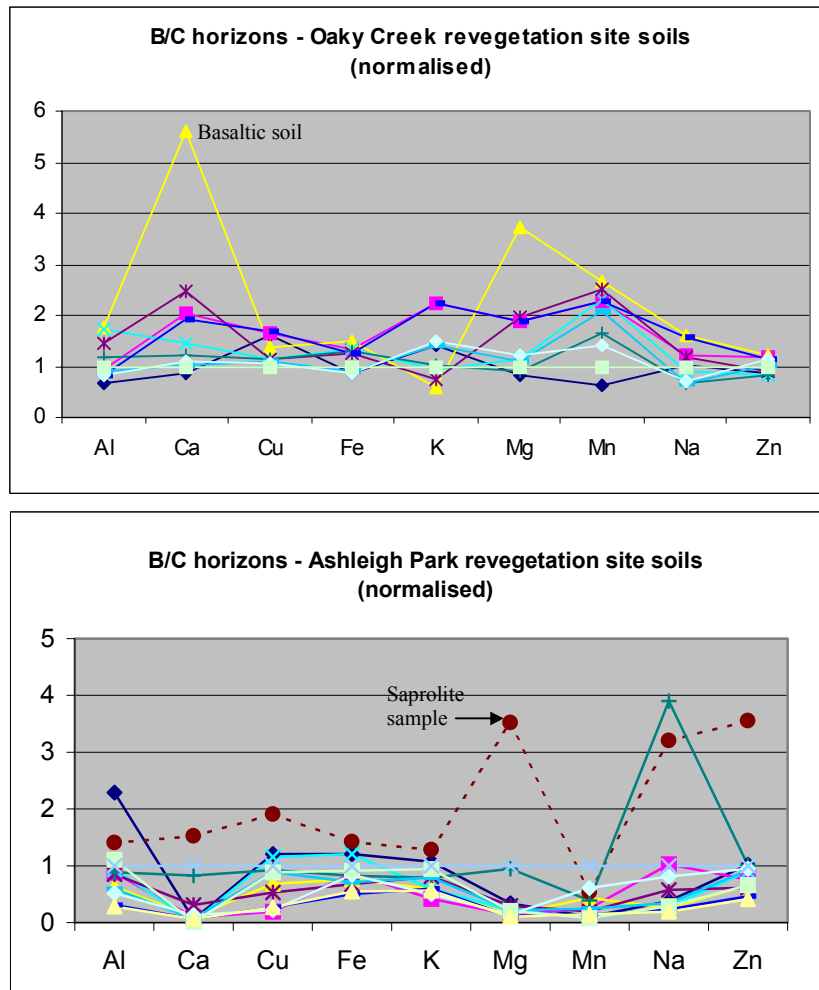 B/C horizons - Oaky Creek revegetation site soils
(normalised)
6
5
4
3
2
1
0
Basaltic soil
Al Ca Cu Fe K Mg Mn Na Zn
B/C horizons - Ashleigh Park revegetation site soils
(normalised)
5
4
3
2
1
0
Saprolite
sample
Al Ca Cu Fe K Mg Mn Na Zn